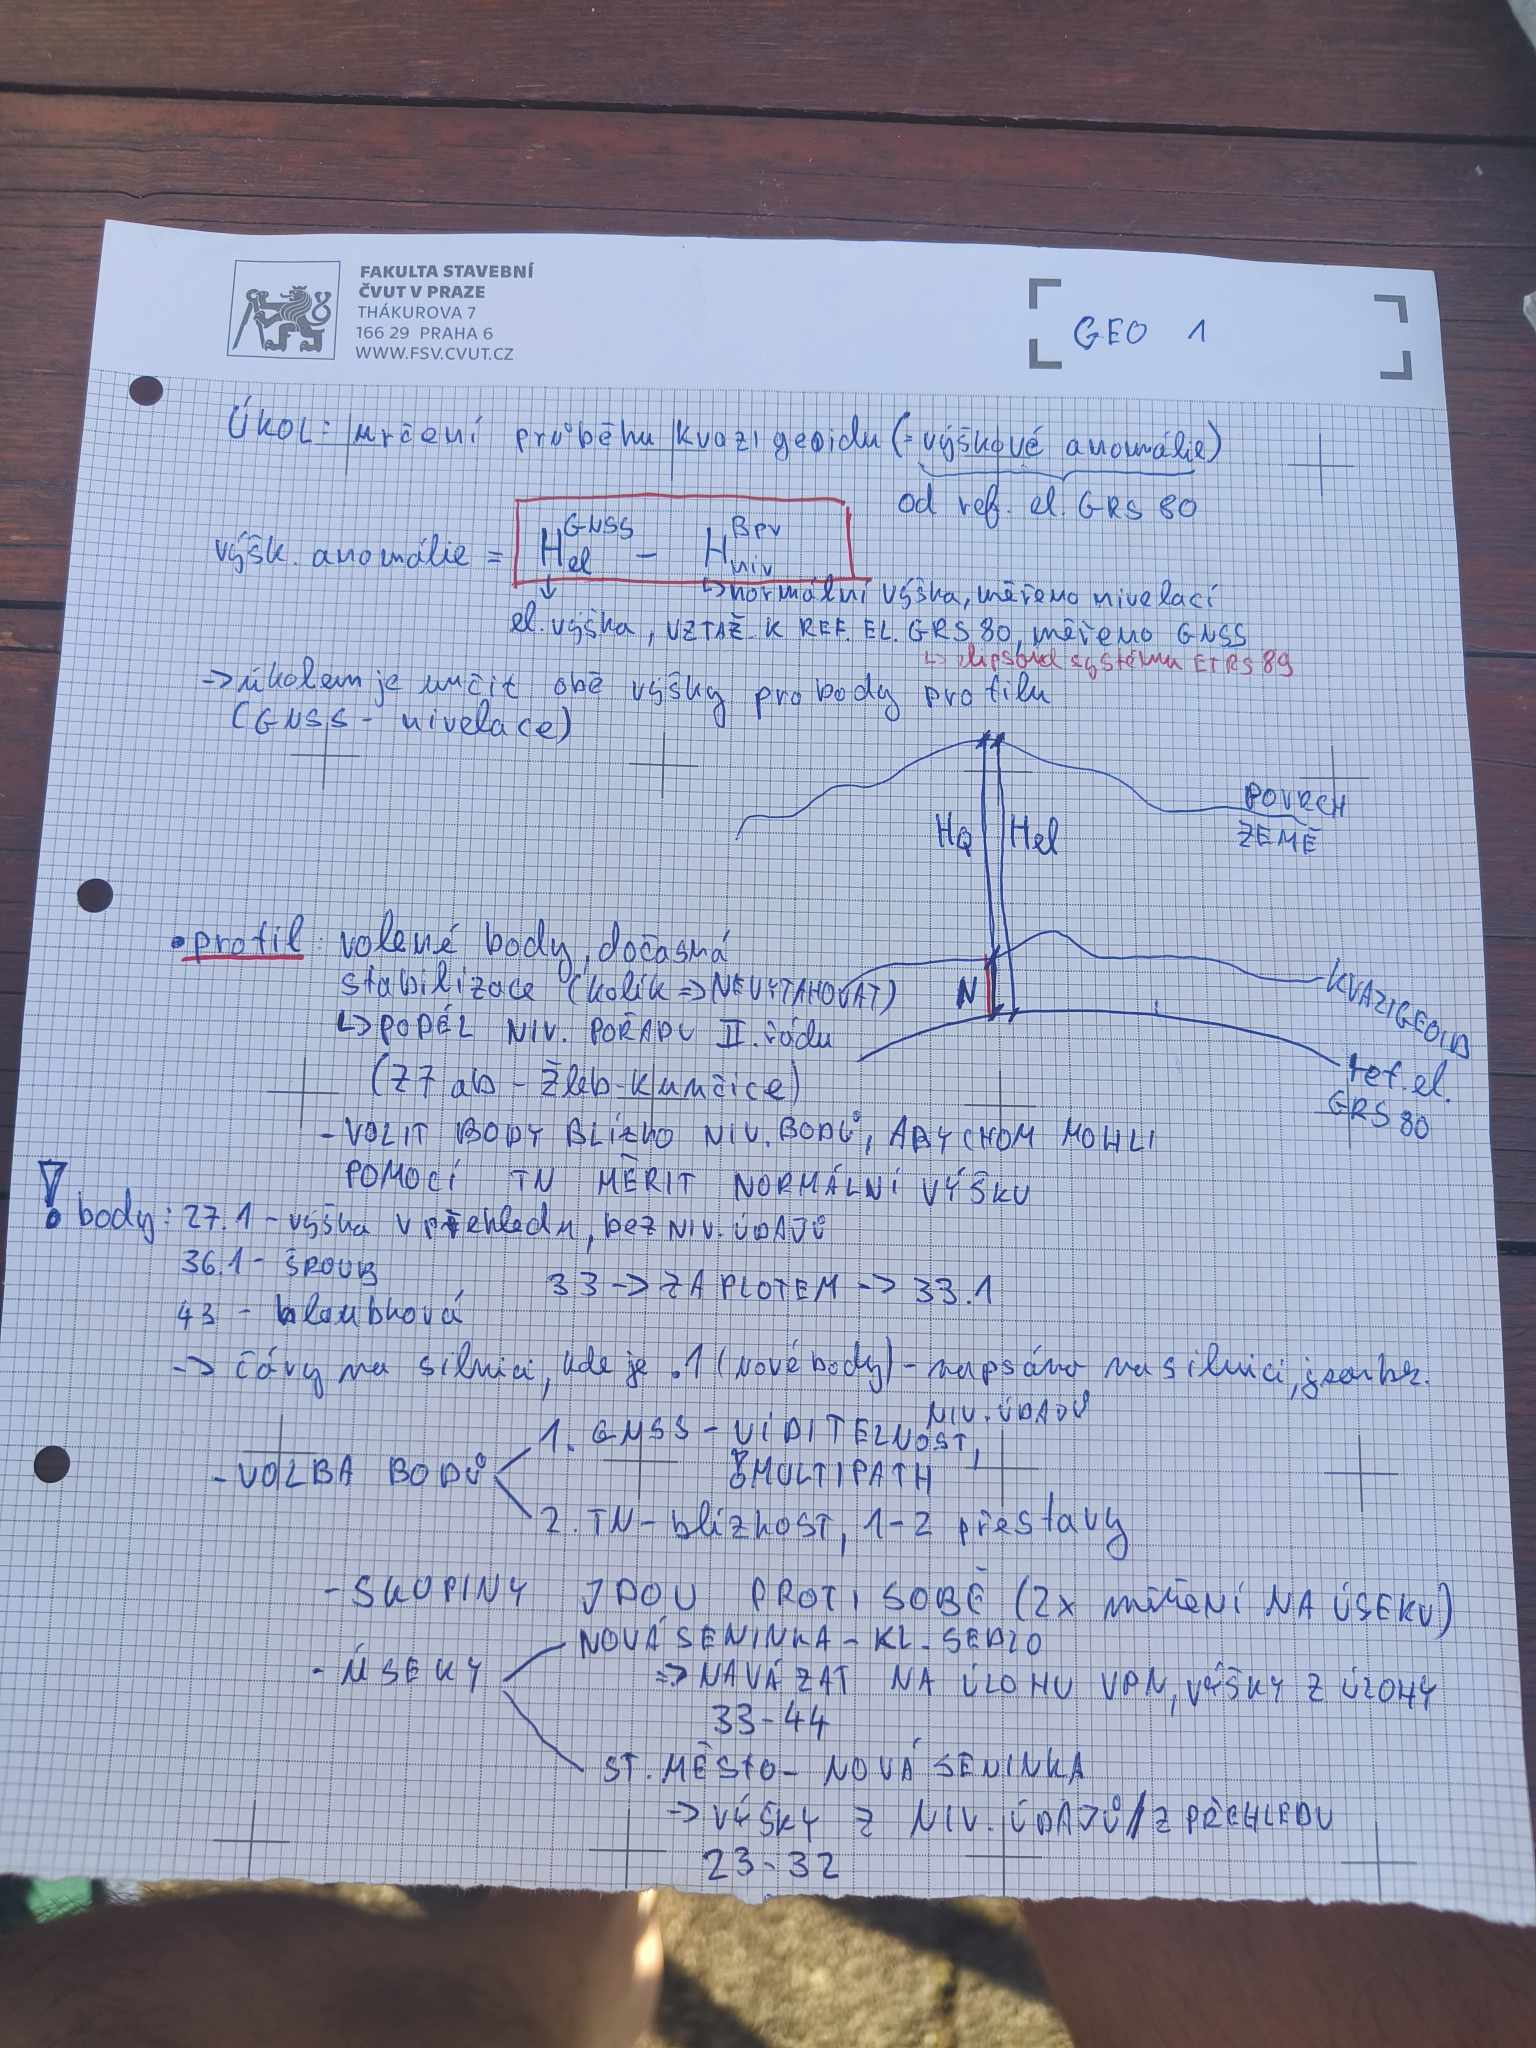 FAKULTA STAVEBNÍ
ČVUT V PRAZE
THÁKUROVA 7
166 29 PRAHA 6
WWW.FSV.CVUT.CZ
GEO 1
ÚKOL: určení průběhu kvazigeoidu (= výškové anomálie)
od ref. el. GRS 80
výšk. anomálie = Hel GNSS - Hniv Bpv
↳ normální výška, měřeno nivelací
el. výška, VZTAŽ. K REF. EL. GRS 80, měřeno GNSS
↳ elipsoid systému ETRS 89
→ úkolem je určit obě výšky pro body profilu
(GNSS - nivelace)
POVRCH
ZEMĚ
HQ Hel
• profil: volené body, dočasná
stabilizace (kolík => NEVYTAHOVAT)
N
KVAZIGEOID
↳ PODÉL NIV. POŘADU II. řádu
(Z7 ab - Žleb-Kunčice)
ref. el.
GRS 80
- VOLIT BODY BLÍZKO NIV. BODŮ, ABYCHOM MOHLI
POMOCÍ TN MĚŘIT NORMÁLNÍ VÝŠKU
! body: 27.1 - výška v přehledu, bez NIV. ÚDAJŮ
36.1 - ŠROUB
33 -> ZA PLOTEM -> 33.1
43 - hloubková
-> čáry na silnici, kde je .1 (nové body) - napsáno na silnici, jsou bez.
NIV. ÚDAJŮ
- VOLBA BODŮ
1. GNSS - VIDITELNOST,
MULTIPATH
2. TN - blízkost, 1-2 přestavy
- SKUPINY JDOU PROTI SOBĚ (2x měření NA ÚSEKU)
- ÚSEKY
NOVÁ SENINKA - KL. SEDLO
=> NAVÁZAT NA ÚLOHU VPN, VÝŠKY Z ÚLOHY
33-44
ST. MĚSTO - NOVÁ SENINKA
-> VÝŠKY Z NIV. ÚDAJŮ / Z PŘEHLEDU
23-32